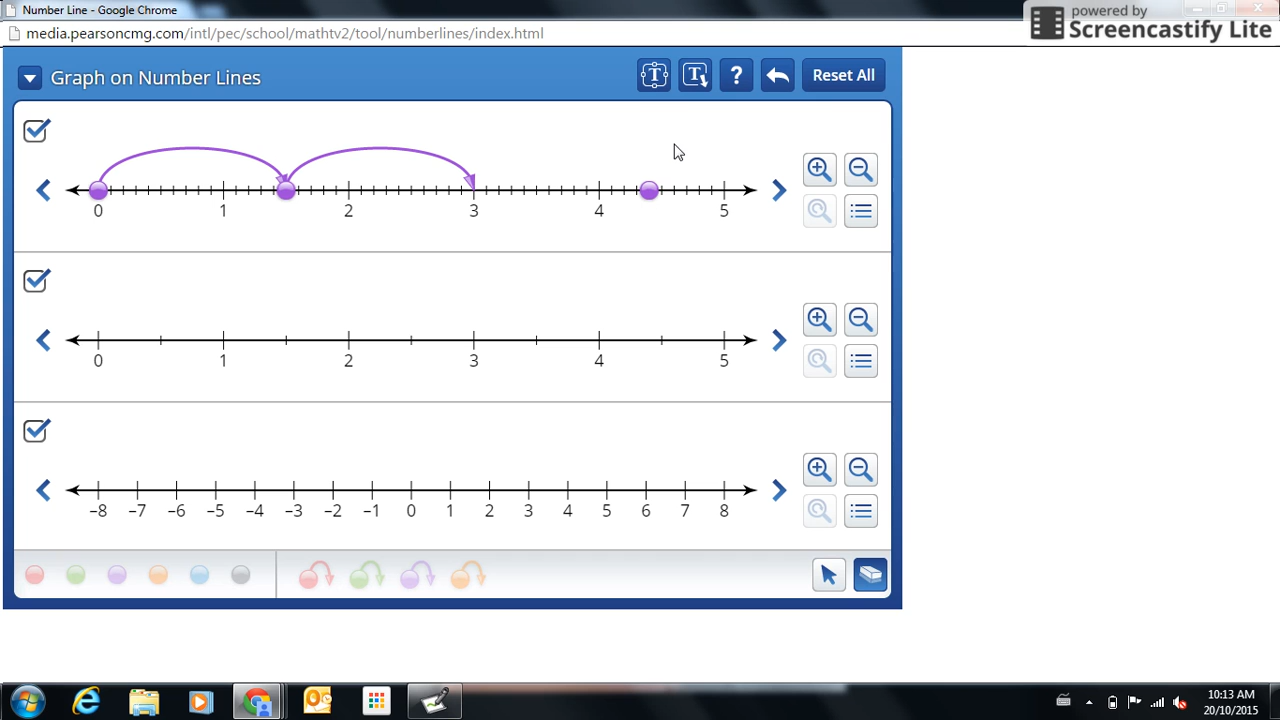 Number Line - Google Chrome
powered by
Screencastify Lite
media.pearsoncmg.com/intl/pec/school/mathtv2/tool/numberlines/index.html
Graph on Number Lines
T T ? Reset All
0 1 2 3 4 5
0 1 2 3 4 5
–8 –7 –6 –5 –4 –3 –2 –1 0 1 2 3 4 5 6 7 8
10:13 AM
20/10/2015